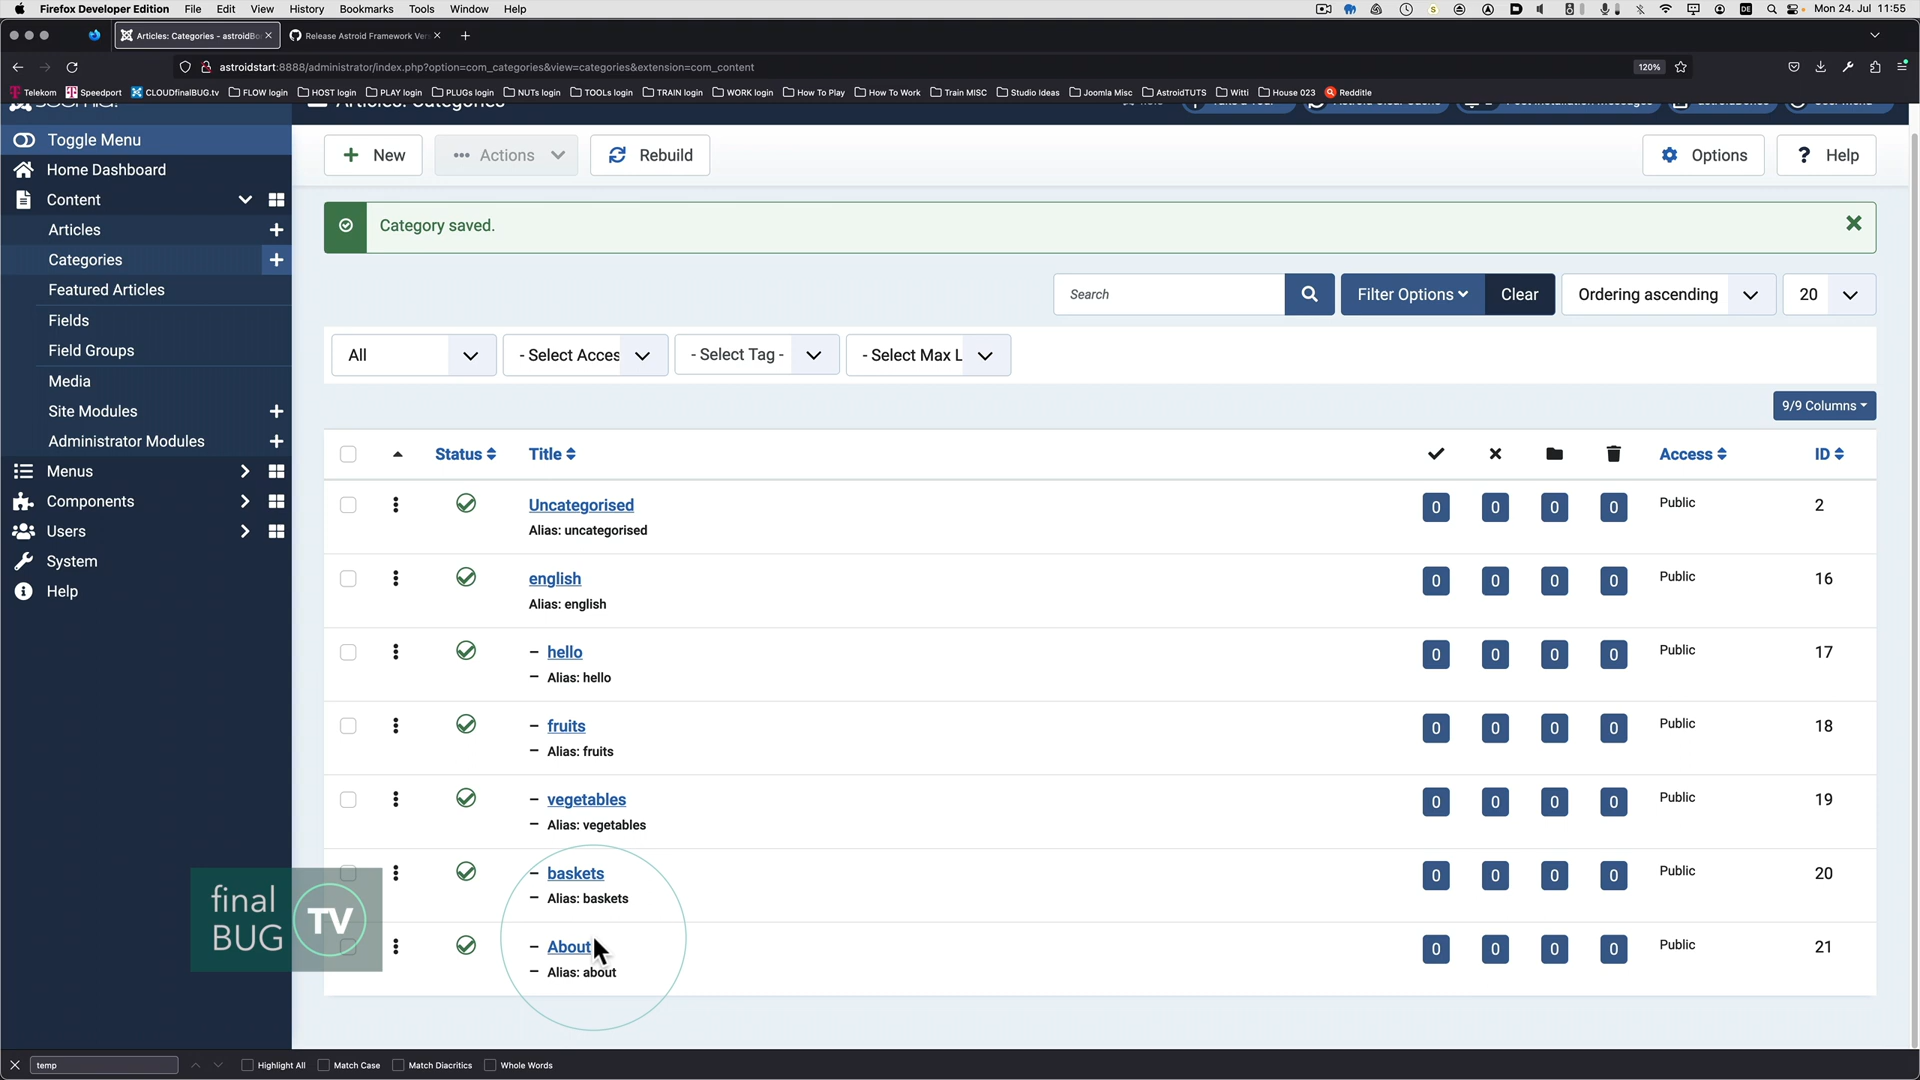 Firefox Developer Edition File Edit View History Bookmarks Tools Window Help Mon 24. Jul 11:55
Articles: Categories - astroidBo
Release Astroid Framework Ver
astroidstart:8888/administrator/index.php?option=com_categories&view=categories&extension=com_content 120%
Telekom Speedport CLOUDfinalBUG.tv FLOW login HOST login PLAY login PLUGs login NUTs login TOOLs login TRAIN login WORK login How To Play How To Work Train MISC Studio Ideas Joomla Misc AstroidTUTS Witti House 023 Redditle
Articles: Categories
Toggle Menu
Home Dashboard
Content
Articles
Categories
Featured Articles
Fields
Field Groups
Media
Site Modules
Administrator Modules
Menus
Components
Users
System
Help
New Actions Rebuild Options Help
Category saved.
Search Filter Options Clear Ordering ascending 20
All - Select Acces - Select Tag - - Select Max L
9/9 Columns
Status Title Access ID
Uncategorised 0 0 0 0 Public 2
Alias: uncategorised
english 0 0 0 0 Public 16
Alias: english
– hello 0 0 0 0 Public 17
– Alias: hello
– fruits 0 0 0 0 Public 18
– Alias: fruits
– vegetables 0 0 0 0 Public 19
– Alias: vegetables
– baskets 0 0 0 0 Public 20
– Alias: baskets
– About 0 0 0 0 Public 21
– Alias: about
final
BUG
TV
temp Highlight All Match Case Match Diacritics Whole Words